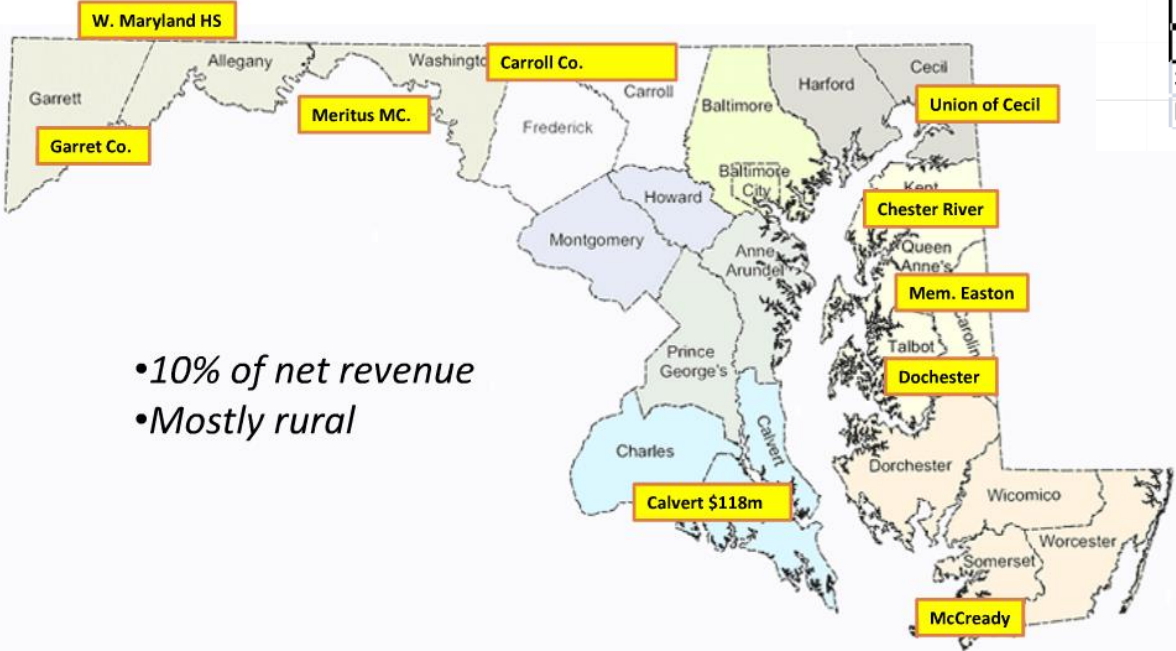 W. Maryland HS
Garrett
Allegany
Washingto
Carroll Co.
Carroll
Baltimore
Harford
Cecil
Union of Cecil
Meritus MC.
Garret Co.
Frederick
Baltimore
City
Howard
Montgomery
Anne
Arundel
Kent
Chester River
Queen
Anne's
Mem. Easton
Carolin
Talbot
Dochester
•10% of net revenue
•Mostly rural
Prince
George's
Charles
Calvert
Calvert $118m
Dorchester
Wicomico
Worcester
Somerset
McCready